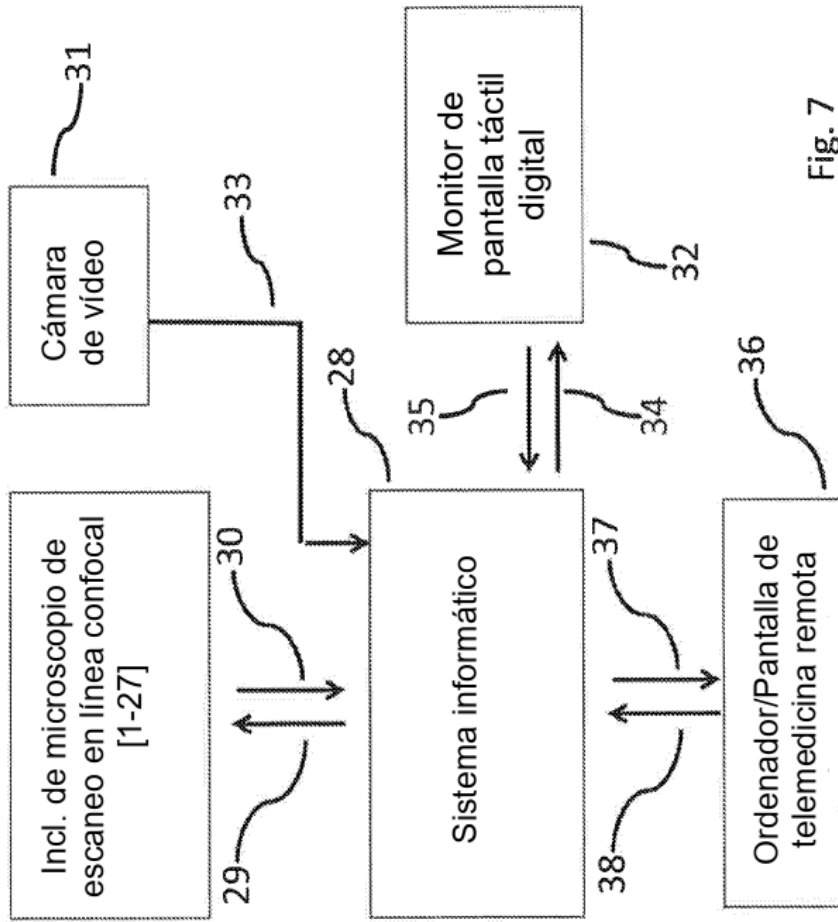 Incl. de microscopio de
escaneo en línea confocal
[1-27]
Cámara
de vídeo
31
29
30
33
Sistema informático
28
35
34
Monitor de
pantalla táctil
digital
32
38
37
Ordenador/Pantalla de
telemedicina remota
36
Fig. 7